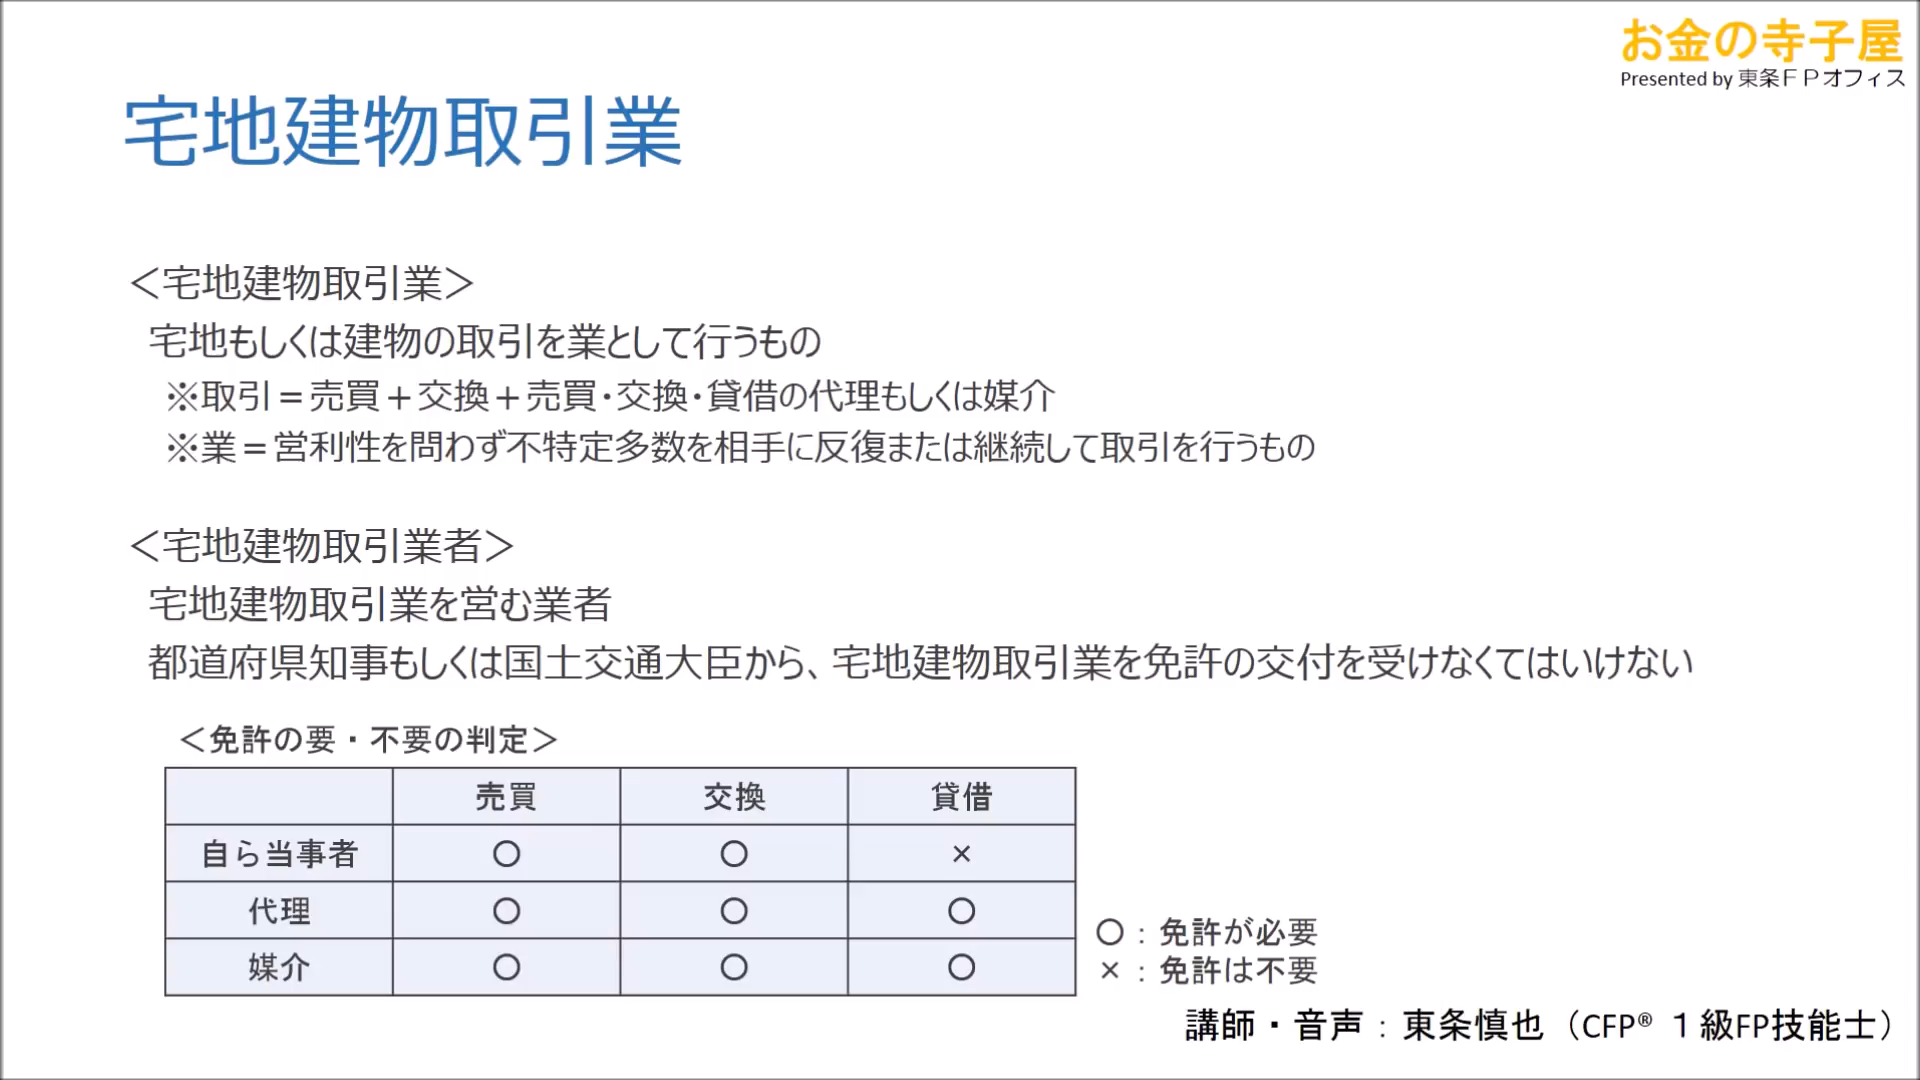 お金の寺子屋
Presented by 東条ＦＰオフィス
宅地建物取引業
＜宅地建物取引業＞
宅地もしくは建物の取引を業として行うもの
※取引＝売買＋交換＋売買・交換・貸借の代理もしくは媒介
※業＝営利性を問わず不特定多数を相手に反復または継続して取引を行うもの
＜宅地建物取引業者＞
宅地建物取引業を営む業者
都道府県知事もしくは国土交通大臣から、宅地建物取引業を免許の交付を受けなくてはいけない
＜免許の要・不要の判定＞
売買 交換 貸借
自ら当事者 〇 〇 ×
代理 〇 〇 〇
媒介 〇 〇 〇
〇：免許が必要
×：免許は不要
講師・音声：東条慎也（CFP® １級FP技能士）